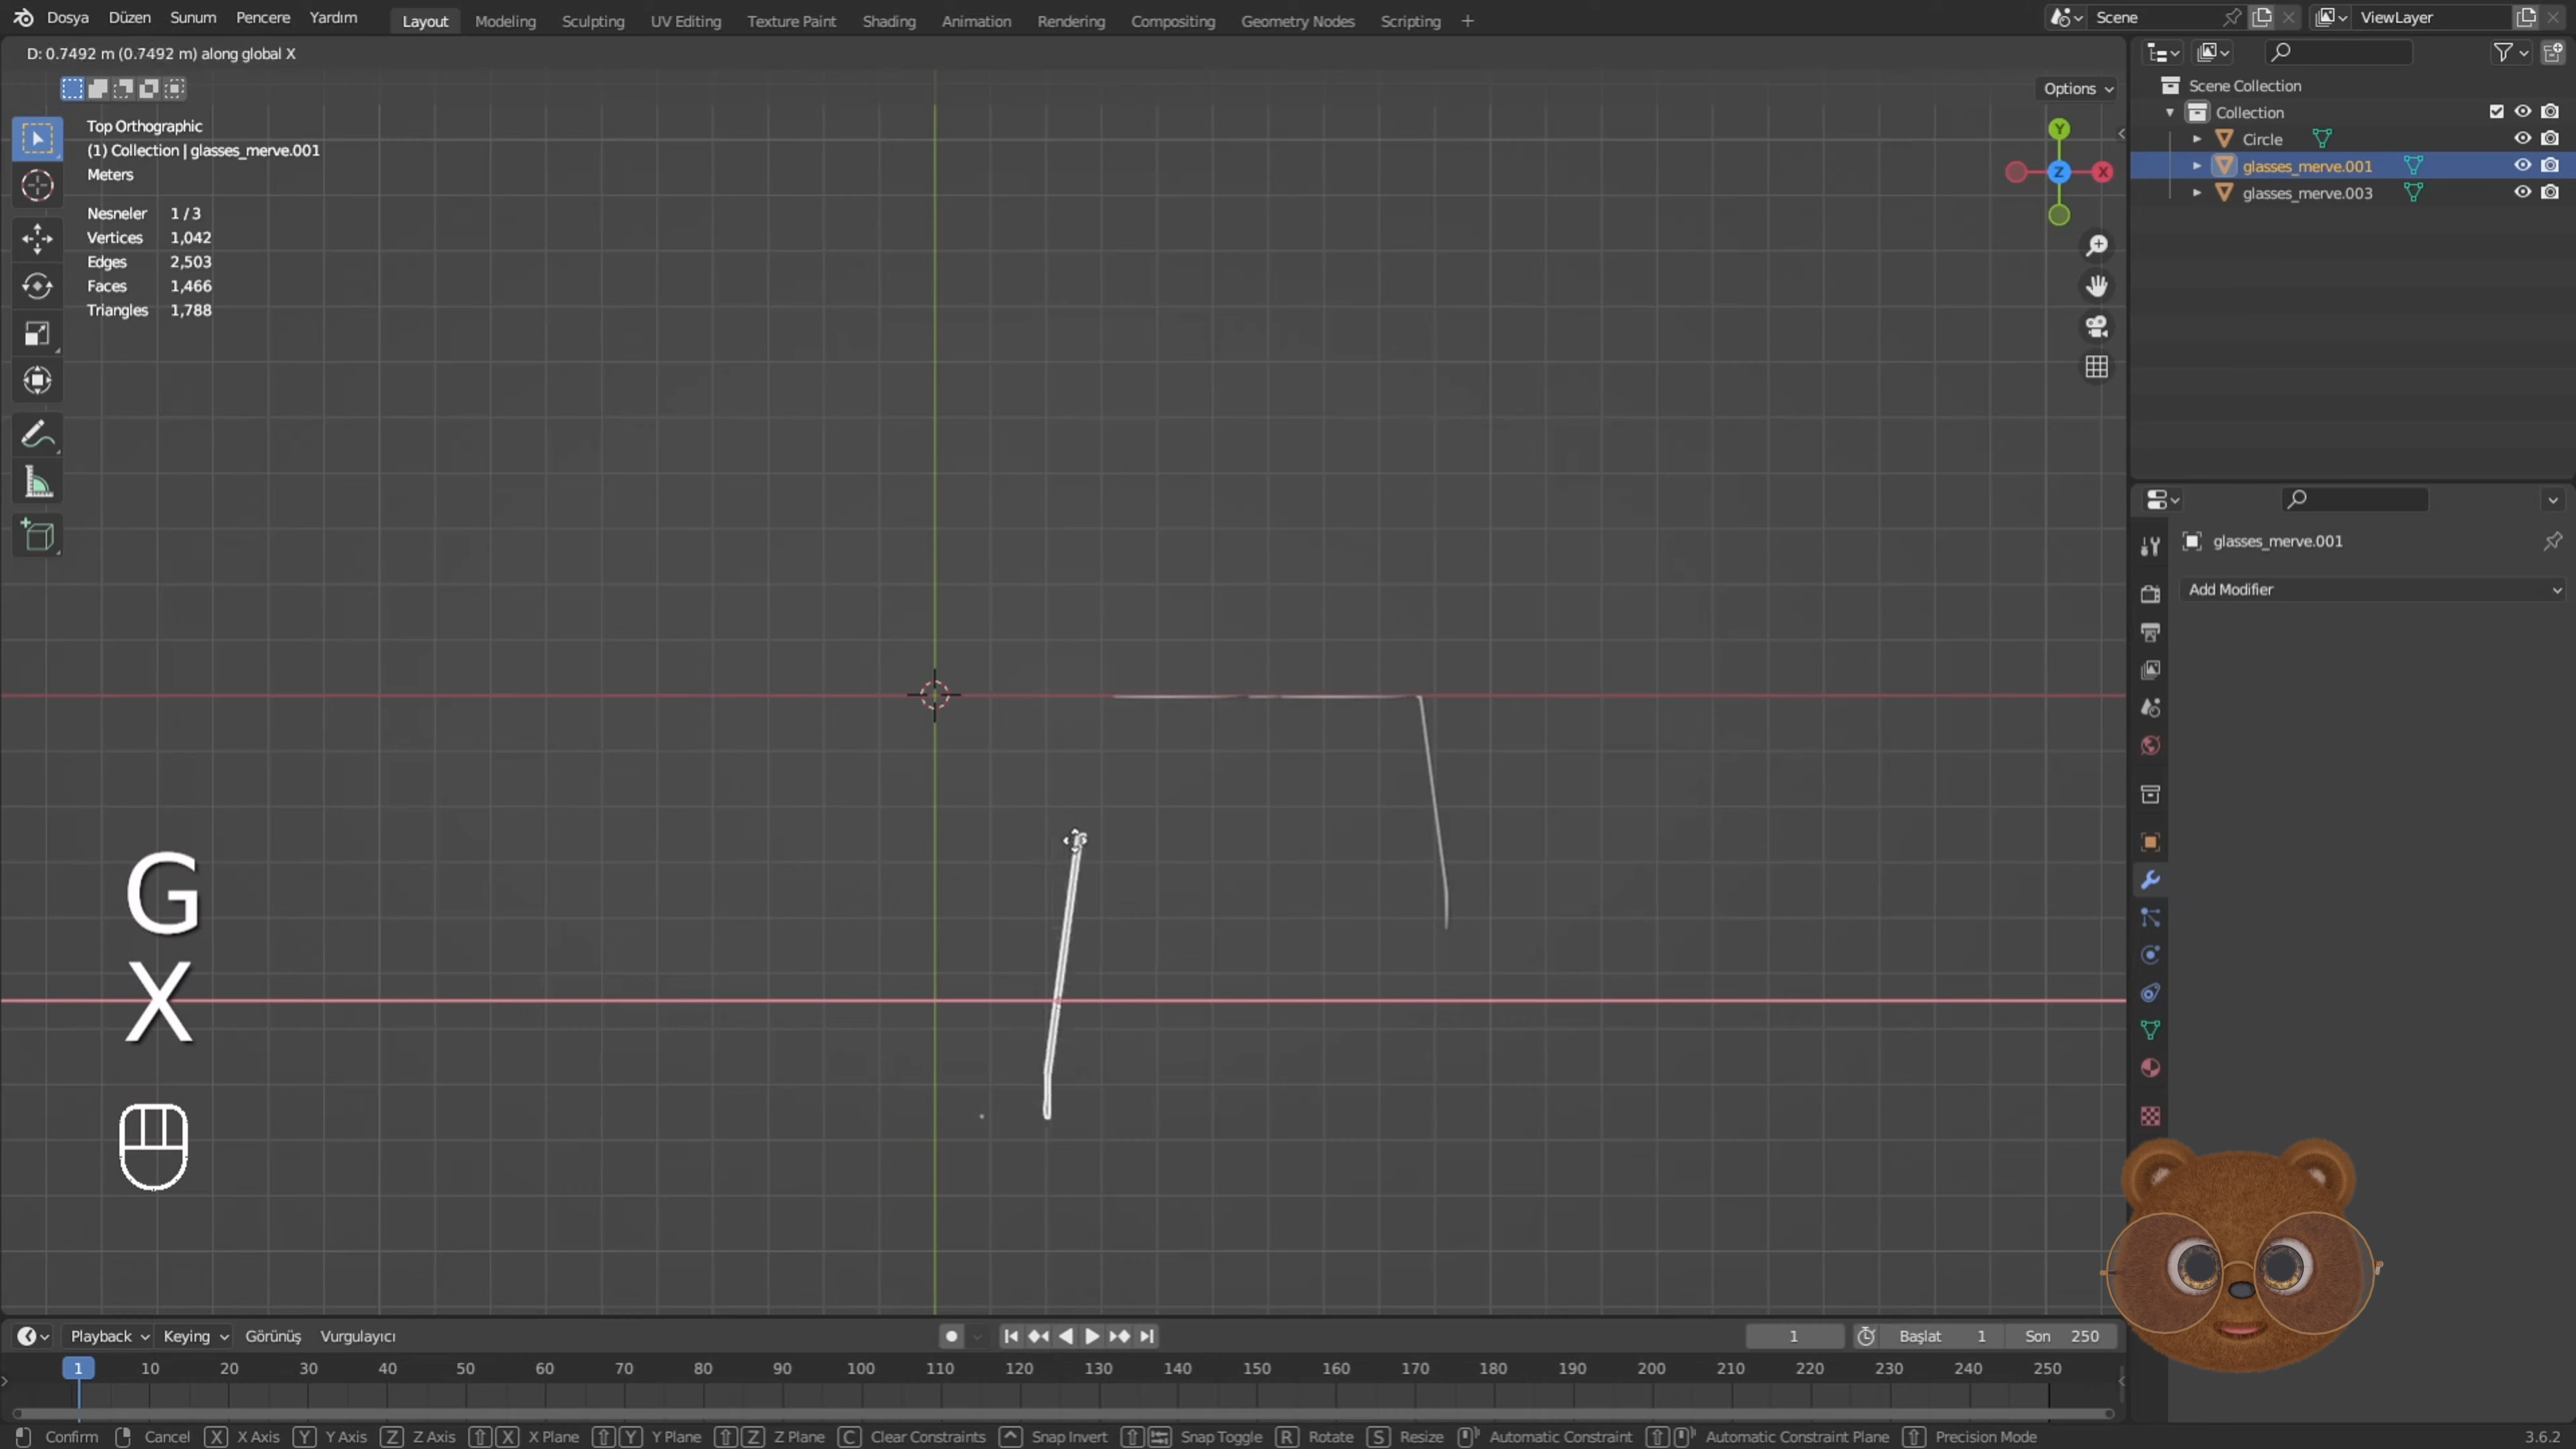 Dosya Düzen Sunum Pencere Yardım Layout Modeling Sculpting UV Editing Texture Paint Shading Animation Rendering Compositing Geometry Nodes Scripting + Scene ViewLayer
D: 0.7492 m (0.7492 m) along global X
Options
Top Orthographic
(1) Collection | glasses_merve.001
Meters
Nesneler 1 / 3
Vertices 1,042
Edges 2,503
Faces 1,466
Triangles 1,788
Y
Z
X
Scene Collection
Collection
Circle
glasses_merve.001
glasses_merve.003
glasses_merve.001
Add Modifier
G
X
Playback Keying Görünüş Vurgulayıcı 1 Başlat 1 Son 250
1 10 20 30 40 50 60 70 80 90 100 110 120 130 140 150 160 170 180 190 200 210 220 230 240 250
Confirm Cancel X X Axis Y Y Axis Z Z Axis X X Plane Y Y Plane Z Z Plane C Clear Constraints Snap Invert Snap Toggle R Rotate S Resize Automatic Constraint Automatic Constraint Plane Precision Mode 3.6.2